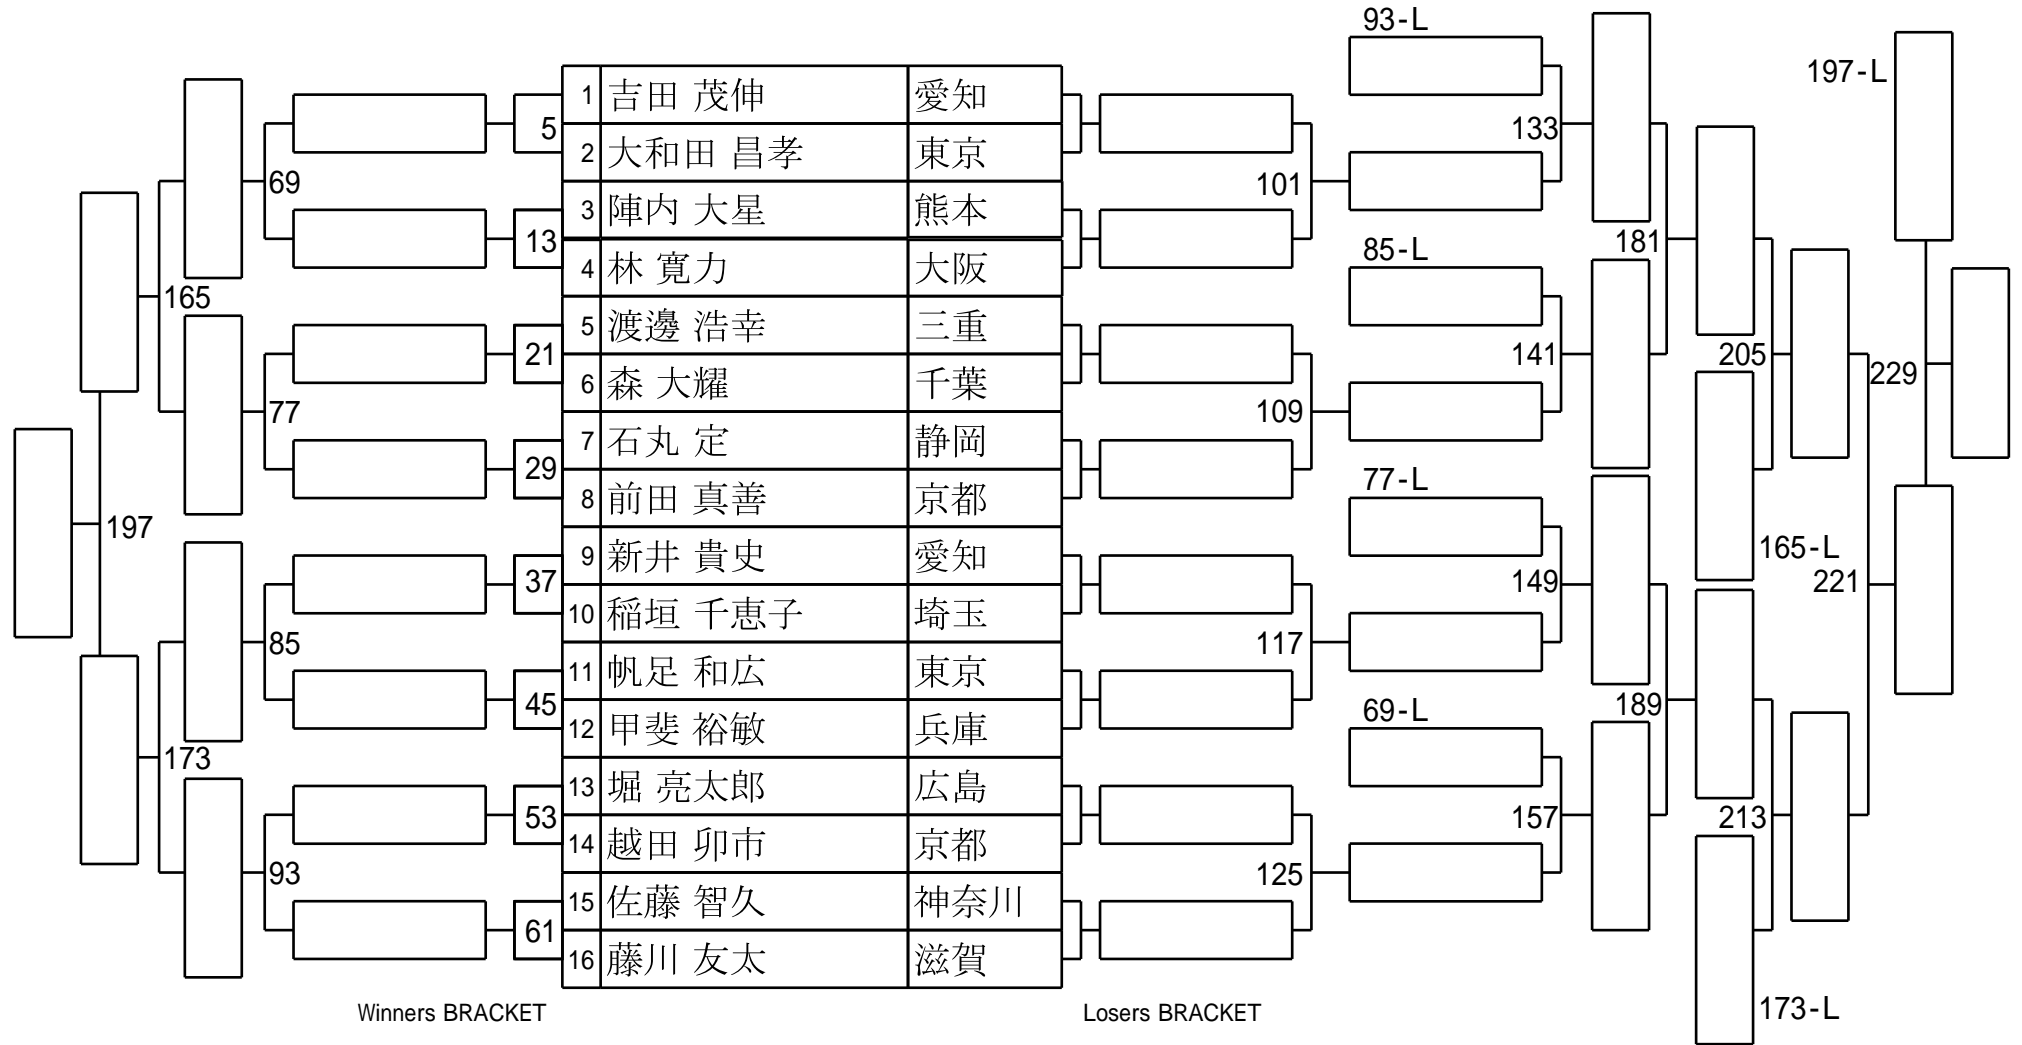 93-L
197-L
1 吉田 茂伸 愛知
5 133
2 大和田 昌孝 東京
69 101
3 陣内 大星 熊本
13 181
85-L
4 林 寛力 大阪
165
5 渡邊 浩幸 三重
21 141 205
229
6 森 大耀 千葉
77 109
7 石丸 定 静岡
29
77-L
8 前田 真善 京都
197
9 新井 貴史 愛知
165-L
37 149 221
10 稲垣 千恵子 埼玉
85 117
11 帆足 和広 東京
45 189
69-L
12 甲斐 裕敏 兵庫
173
13 堀 亮太郎 広島
53 157 213
14 越田 卯市 京都
93 125
15 佐藤 智久 神奈川
61
16 藤川 友太 滋賀
173-L
Winners BRACKET Losers BRACKET